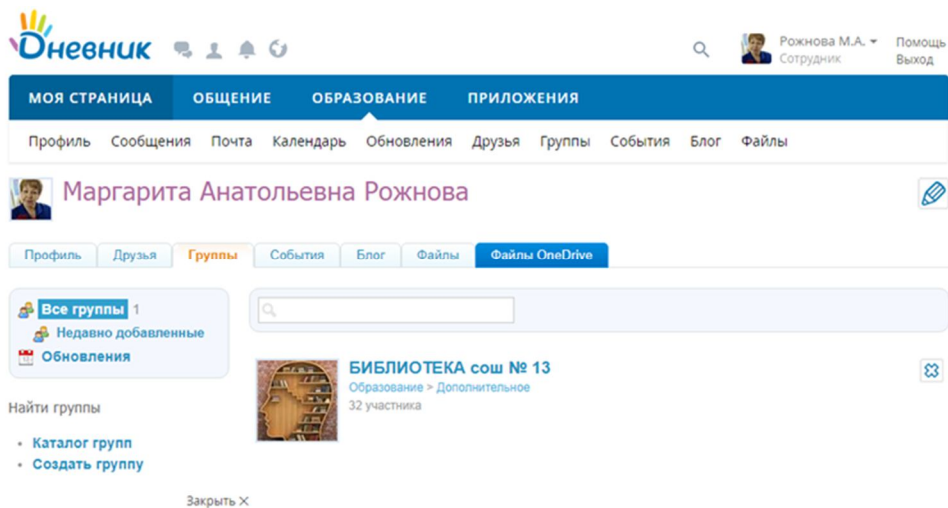 Дневник
Рожнова М.А.
Сотрудник
Помощь
Выход
МОЯ СТРАНИЦА ОБЩЕНИЕ ОБРАЗОВАНИЕ ПРИЛОЖЕНИЯ
Профиль Сообщения Почта Календарь Обновления Друзья Группы События Блог Файлы
Маргарита Анатольевна Рожнова
Профиль Друзья Группы События Блог Файлы Файлы OneDrive
Все группы 1
Недавно добавленные
Обновления
БИБЛИОТЕКА сош № 13
Образование > Дополнительное
32 участника
Найти группы
Каталог групп
Создать группу
Закрыть ×